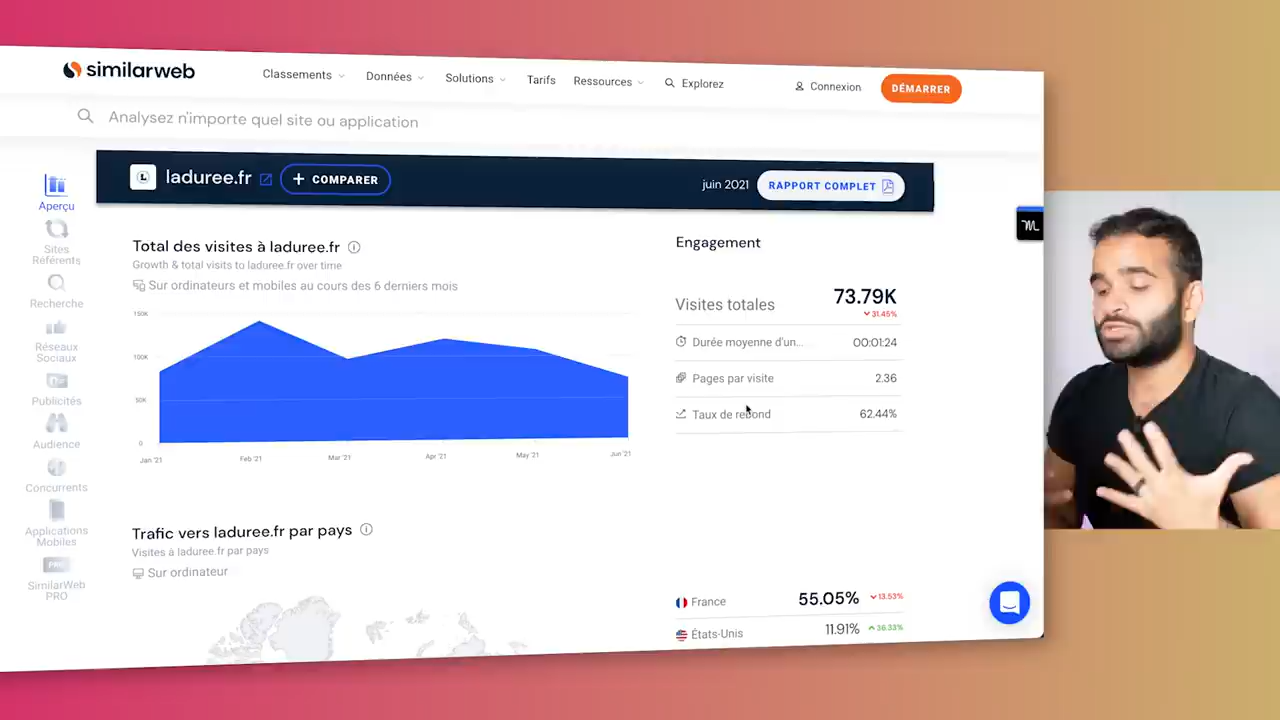 similarweb
Classements
Données
Solutions
Tarifs
Ressources
Explorez
Connexion
DÉMARRER
Analysez n'importe quel site ou application
laduree.fr
+ COMPARER
juin 2021
RAPPORT COMPLET
Aperçu
Sites
Référents
Recherche
Réseaux
Sociaux
Publicités
Audience
Concurrents
Applications
Mobiles
PRO
SimilarWeb
PRO
Total des visites à laduree.fr
Growth & total visits to laduree.fr over time
Sur ordinateurs et mobiles au cours des 6 derniers mois
150K
100K
50K
0
Jan '21
Feb '21
Mar '21
Apr '21
May '21
Jun '21
Engagement
Visites totales
73.79K
31.45%
Durée moyenne d'un...
00:01:24
Pages par visite
2.36
Taux de rebond
62.44%
Trafic vers laduree.fr par pays
Visites à laduree.fr par pays
Sur ordinateur
France
55.05%
13.53%
États-Unis
11.91%
36.33%